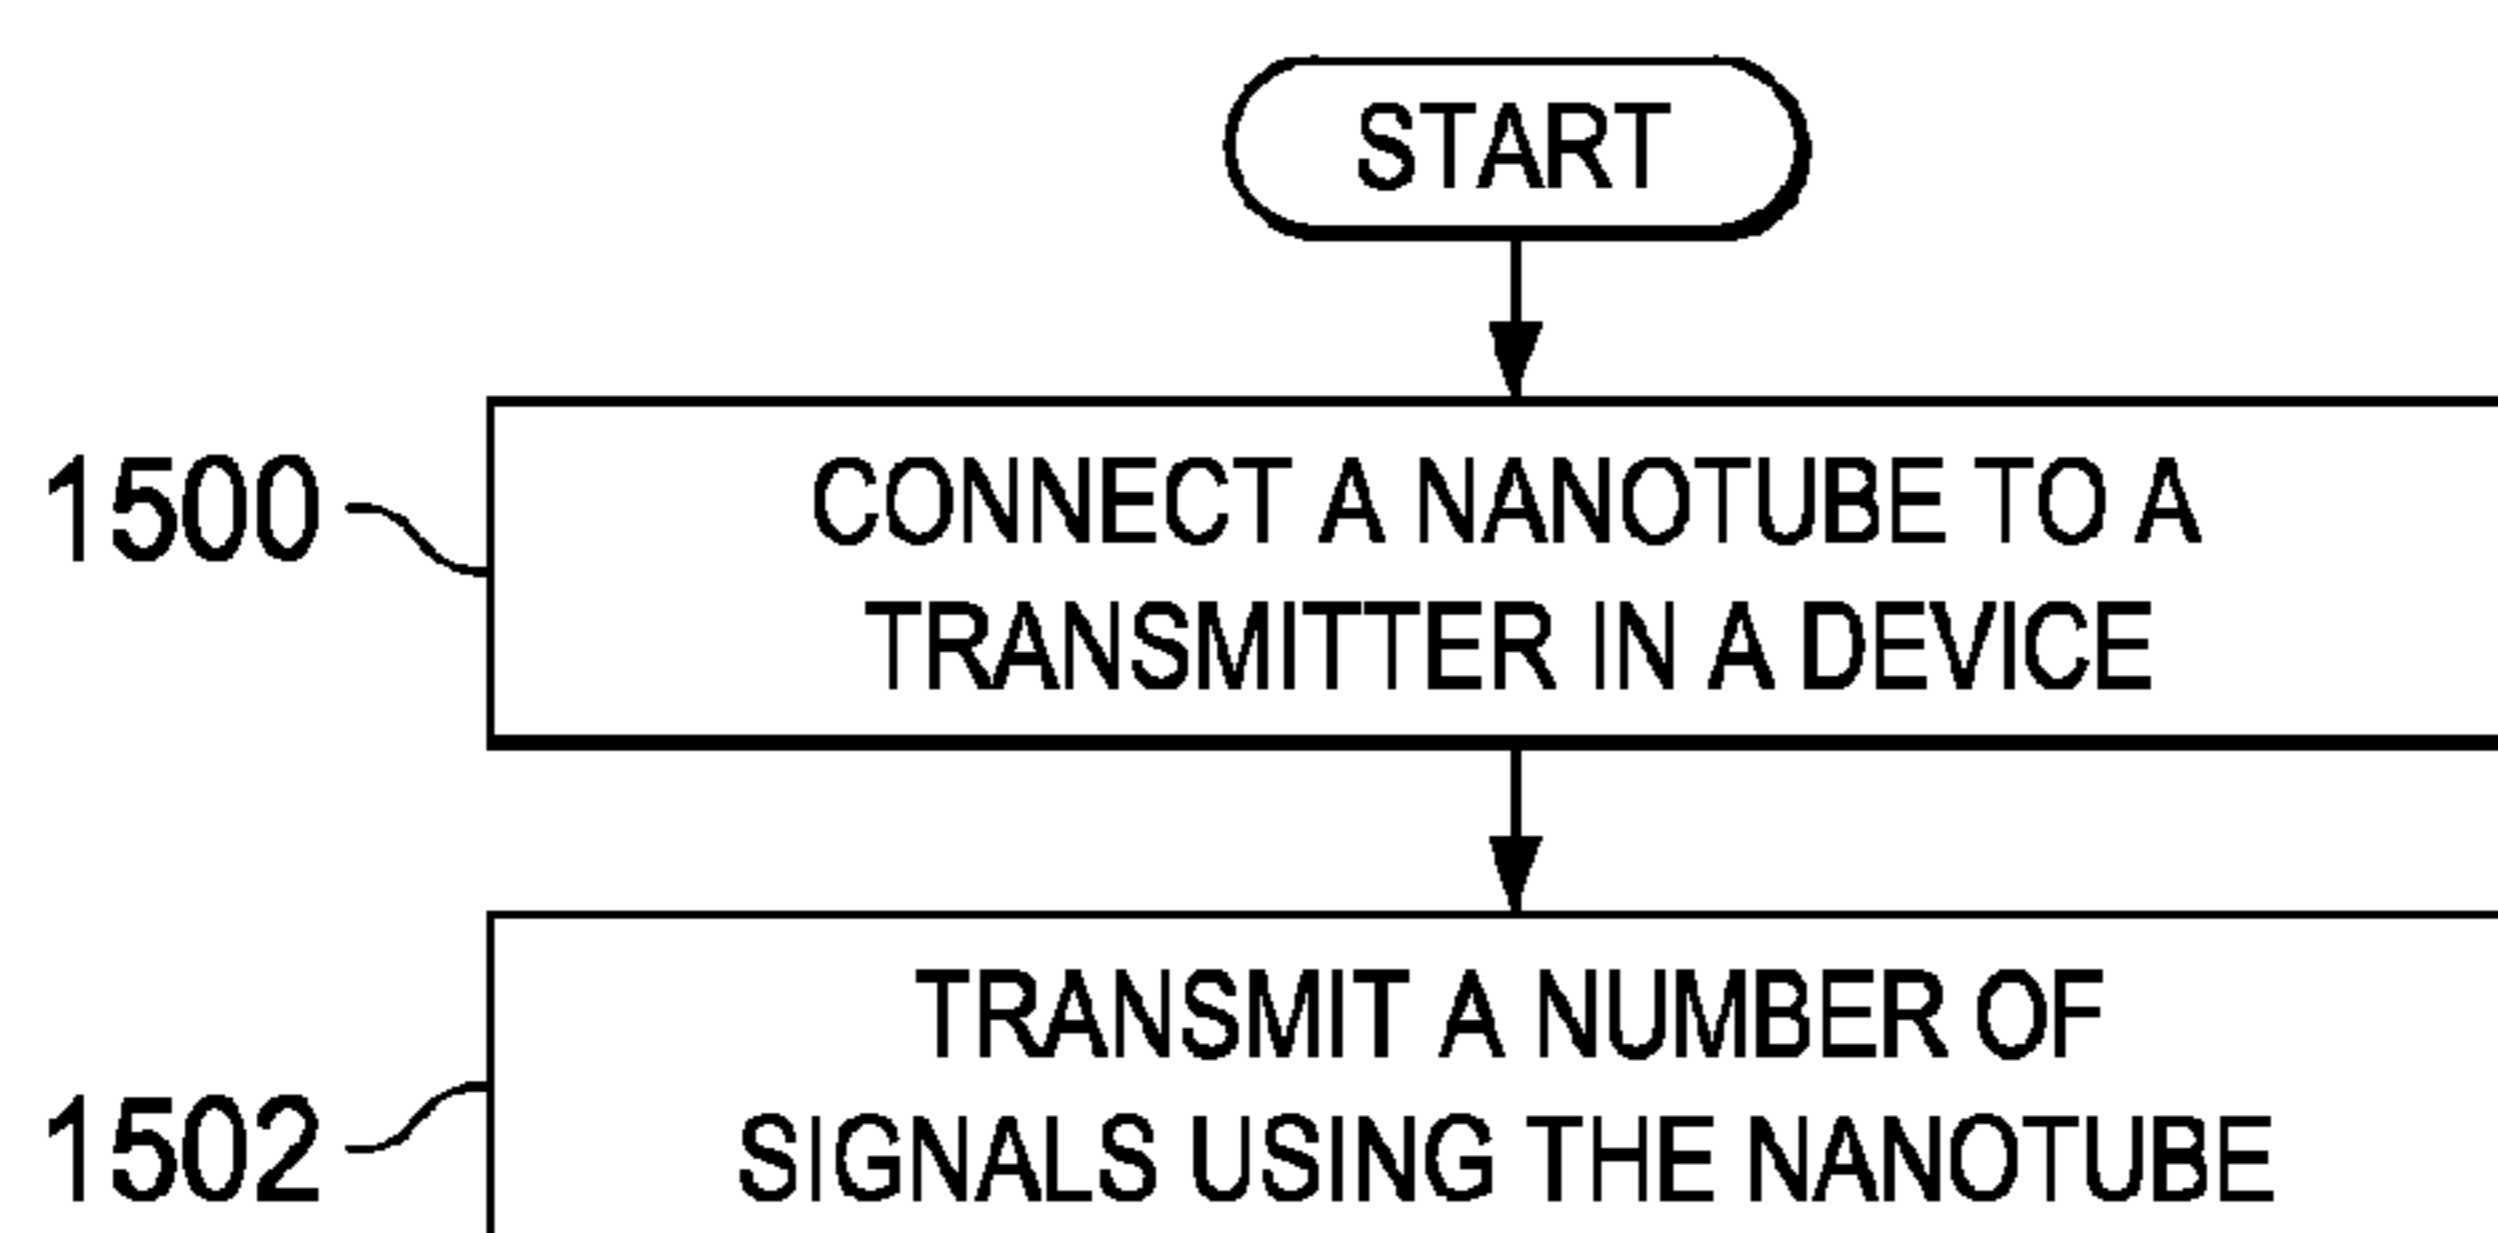 START
1500
CONNECT A NANOTUBE TO A
TRANSMITTER IN A DEVICE
TRANSMIT A NUMBER OF
1502
SIGNALS USING THE NANOTUBE